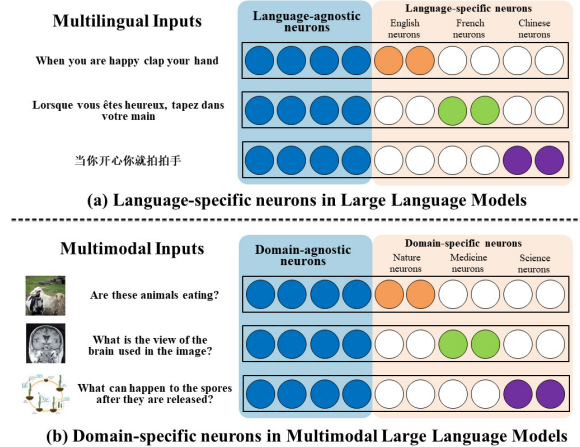 Multilingual Inputs
Language-agnostic
neurons
Language-specific neurons
English
neurons
French
neurons
Chinese
neurons
When you are happy clap your hand
Lorsque vous êtes heureux, tapez dans
votre main
当你开心你就拍拍手
(a) Language-specific neurons in Large Language Models
Multimodal Inputs
Domain-agnostic
neurons
Domain-specific neurons
Nature
neurons
Medicine
neurons
Science
neurons
Are these animals eating?
What is the view of the
brain used in the image?
What can happen to the spores
after they are released?
(b) Domain-specific neurons in Multimodal Large Language Models